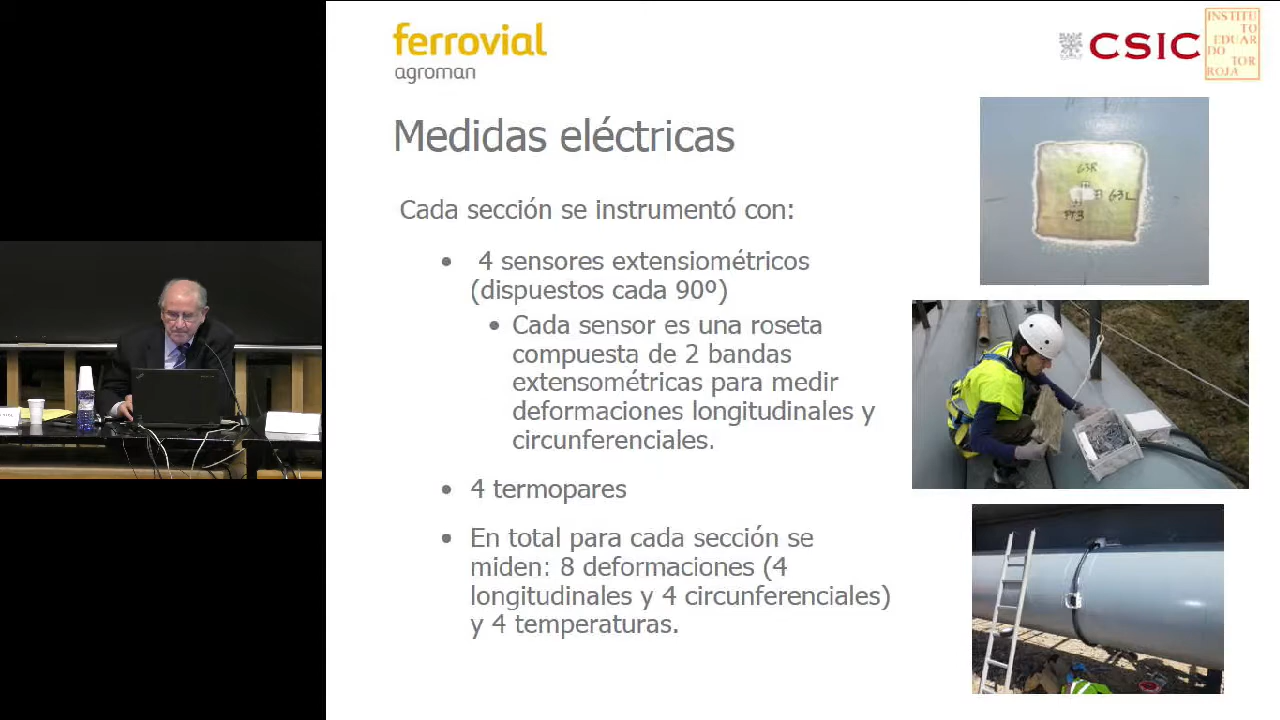 ferrovial
agroman
CSIC
INSTITU
TO
EDUAR
DO
TOR
ROJA
Medidas eléctricas
Cada sección se instrumentó con:
• 4 sensores extensiométricos
(dispuestos cada 90º)
• Cada sensor es una roseta
compuesta de 2 bandas
extensométricas para medir
deformaciones longitudinales y
circunferenciales.
• 4 termopares
• En total para cada sección se
miden: 8 deformaciones (4
longitudinales y 4 circunferenciales)
y 4 temperaturas.
G3R
G3L